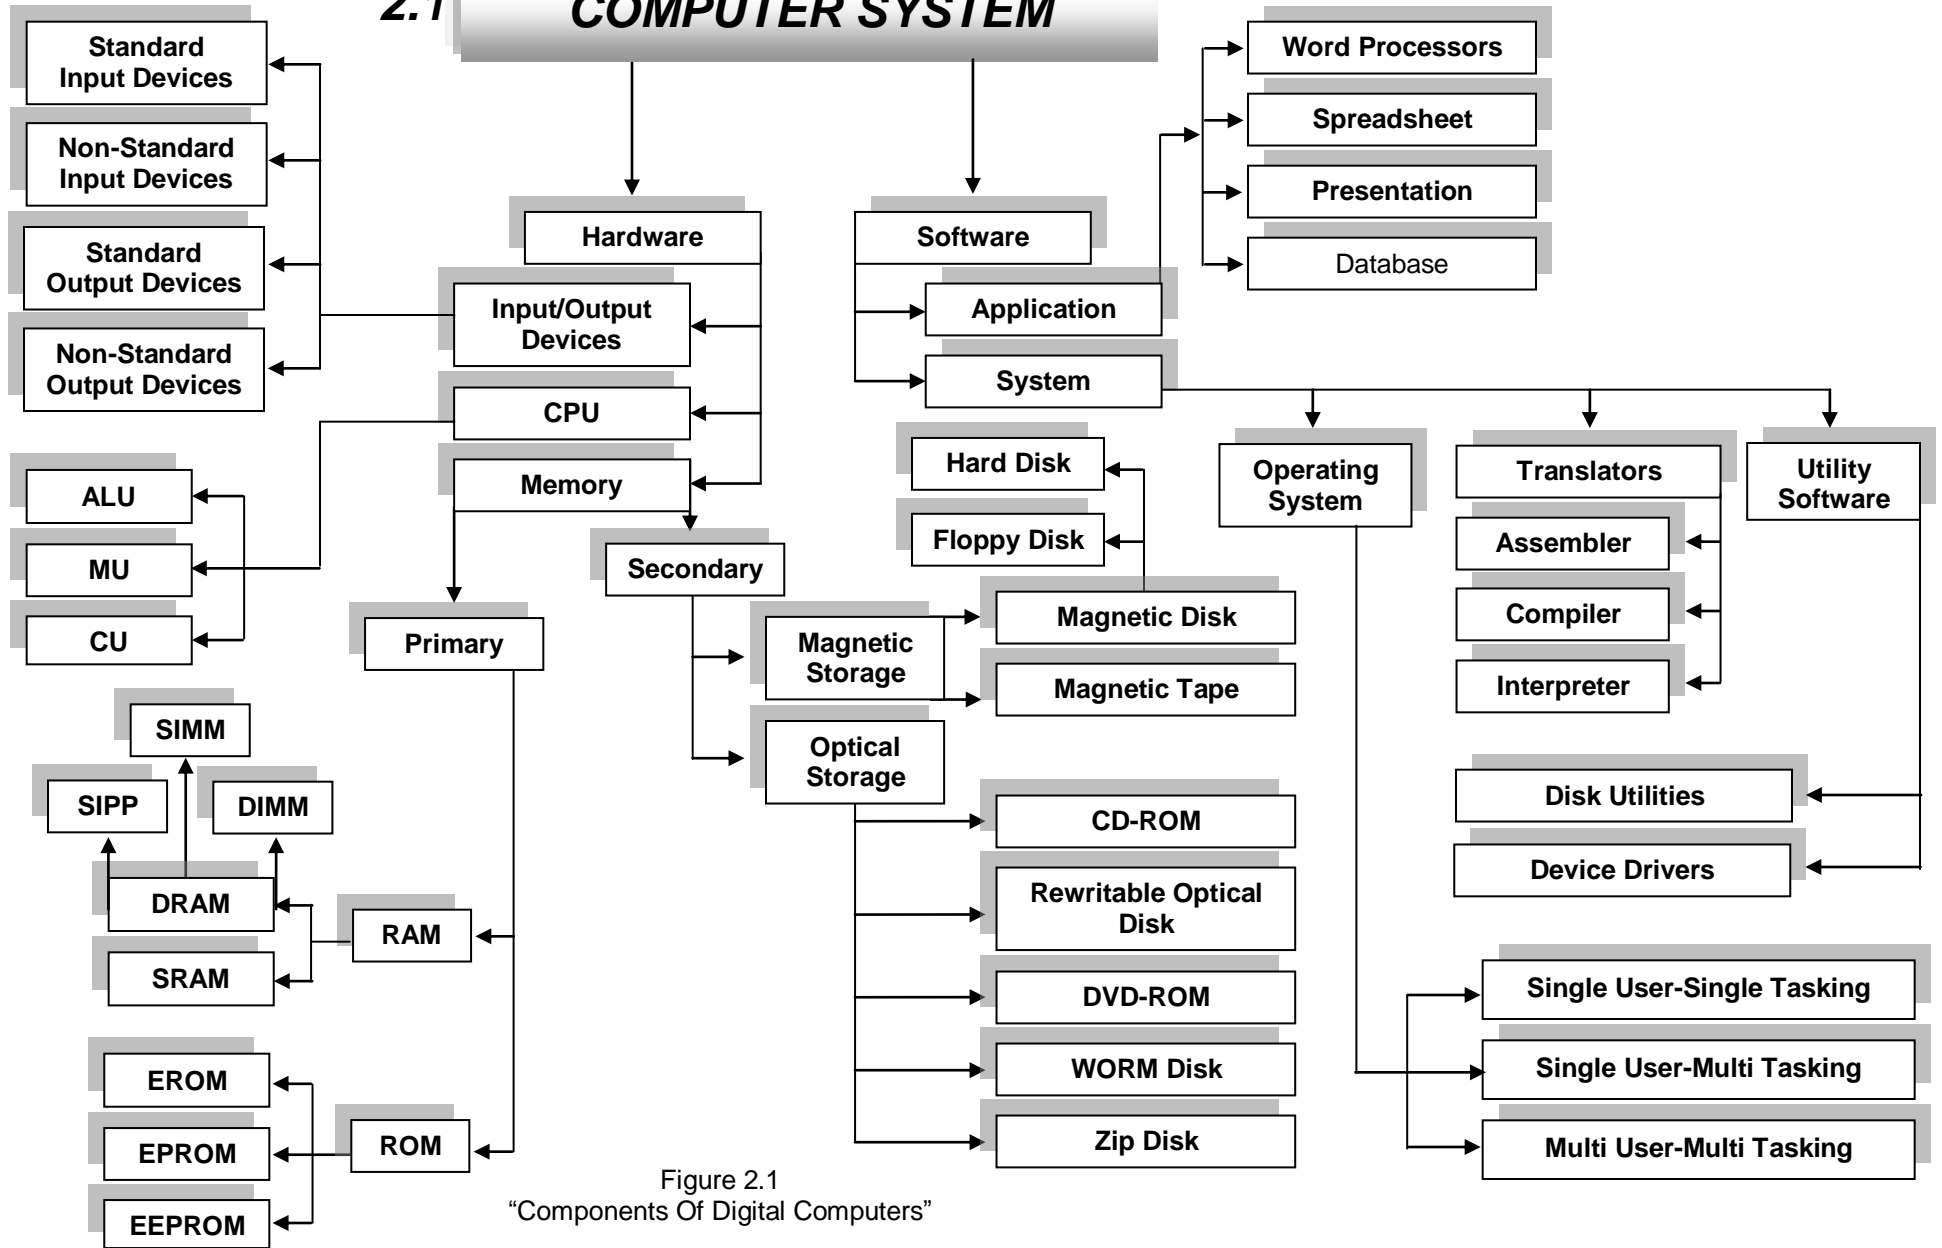 2.1
COMPUTER SYSTEM
Standard
Input Devices
Non-Standard
Input Devices
Standard
Output Devices
Non-Standard
Output Devices
Hardware
Input/Output
Devices
CPU
Memory
ALU
MU
CU
Primary
Secondary
SIMM
SIPP
DIMM
DRAM
SRAM
RAM
EROM
EPROM
EEPROM
ROM
Magnetic
Storage
Optical
Storage
Hard Disk
Floppy Disk
Magnetic Disk
Magnetic Tape
CD-ROM
Rewritable Optical
Disk
DVD-ROM
WORM Disk
Zip Disk
Software
Application
System
Word Processors
Spreadsheet
Presentation
Database
Operating
System
Translators
Assembler
Compiler
Interpreter
Utility
Software
Disk Utilities
Device Drivers
Single User-Single Tasking
Single User-Multi Tasking
Multi User-Multi Tasking
Figure 2.1
“Components Of Digital Computers”